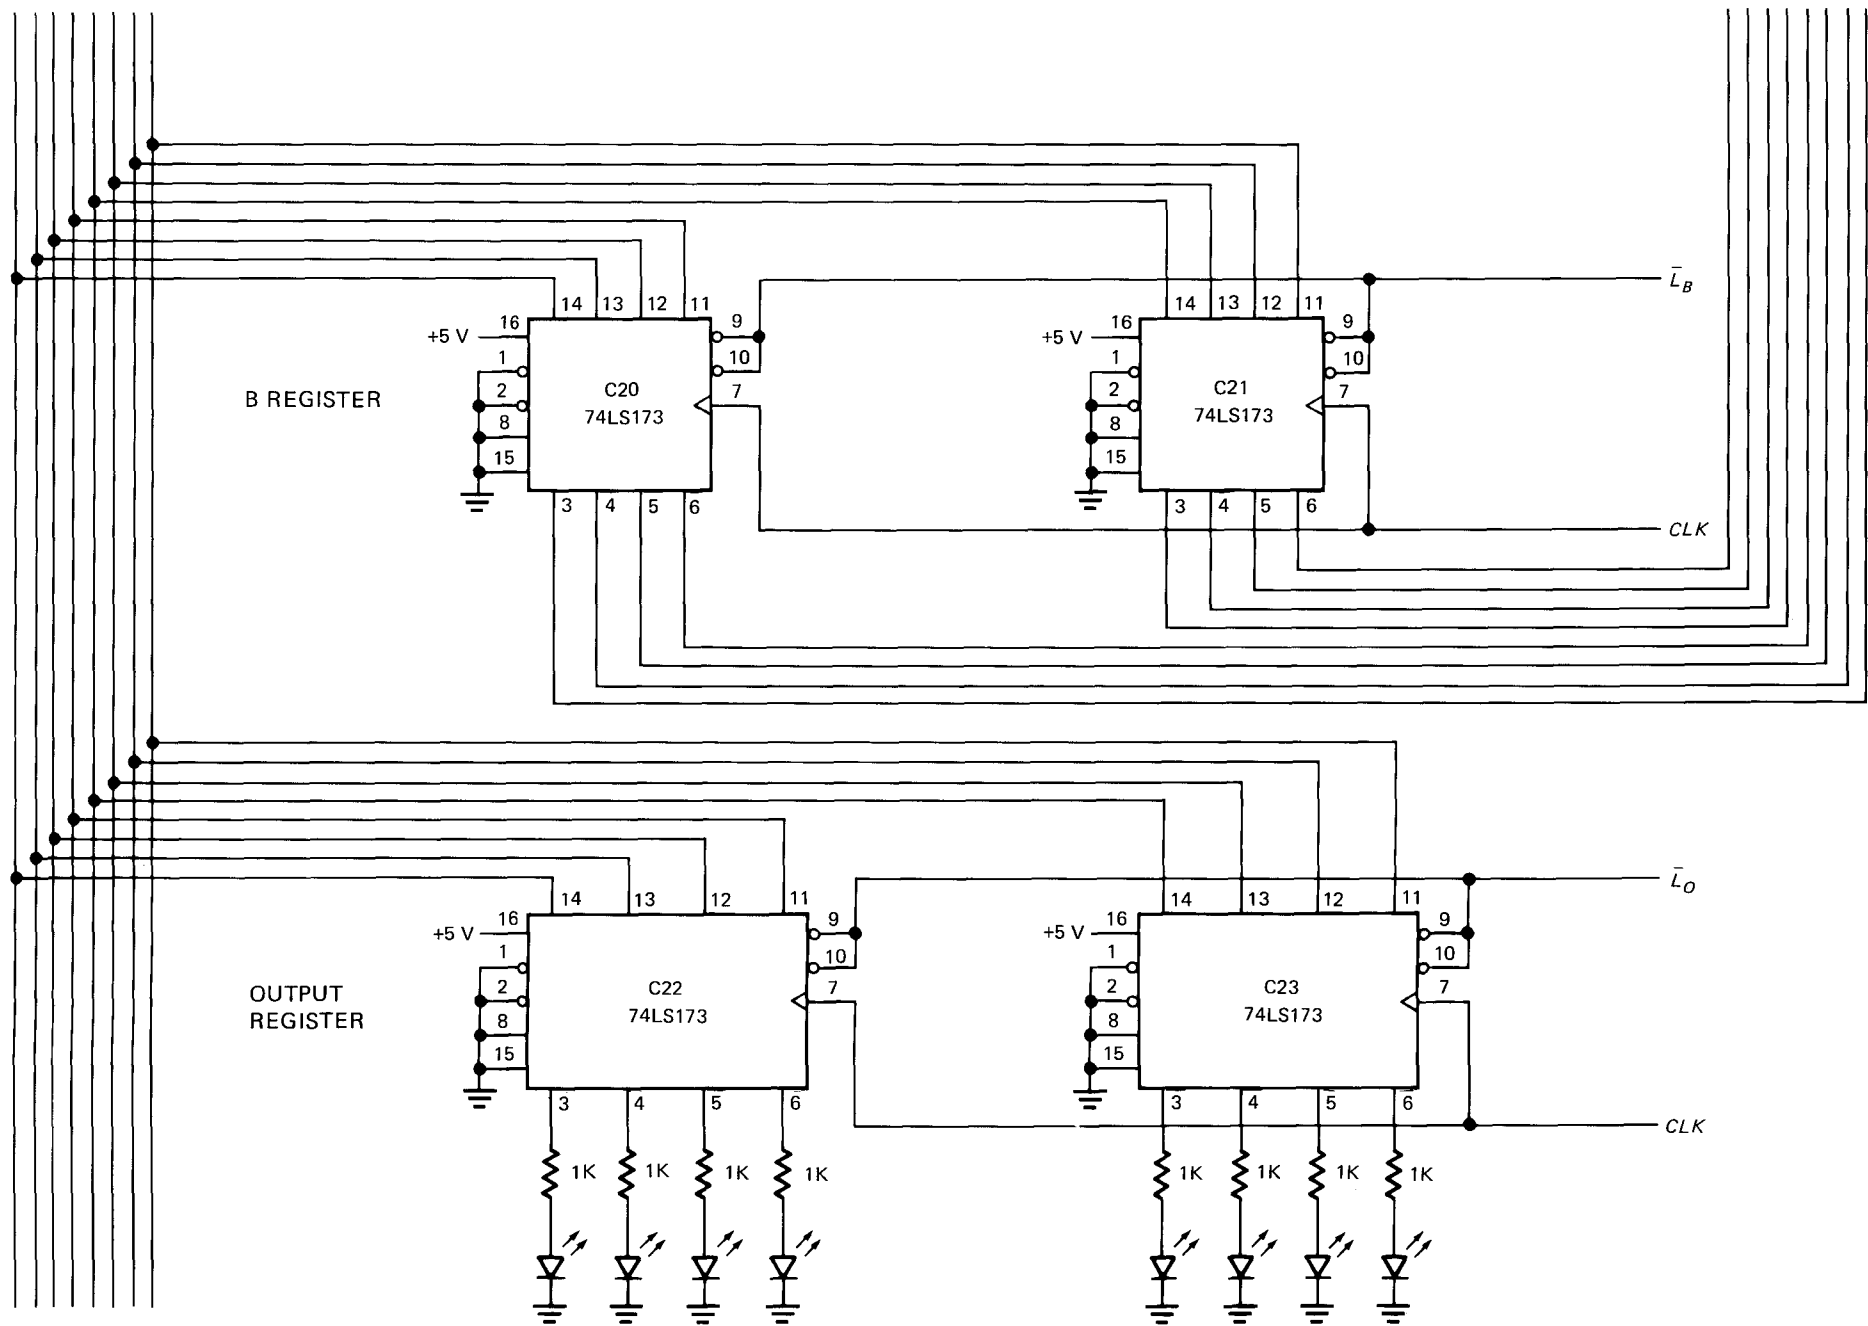 L̄B
14 13 12 11 14 13 12 11
16 9 16 9
+5 V +5 V
1 10 1 10
2 7 2 7
B REGISTER
C20 C21
74LS173 74LS173
8 8
15 15
3 4 5 6 3 4 5 6
CLK
L̄O
14 13 12 11 14 13 12 11
16 9 16 9
+5 V +5 V
1 10 1 10
2 7 2 7
OUTPUT
REGISTER
C22 C23
74LS173 74LS173
8 8
15 15
3 4 5 6 3 4 5 6
CLK
1K 1K 1K 1K 1K 1K 1K 1K